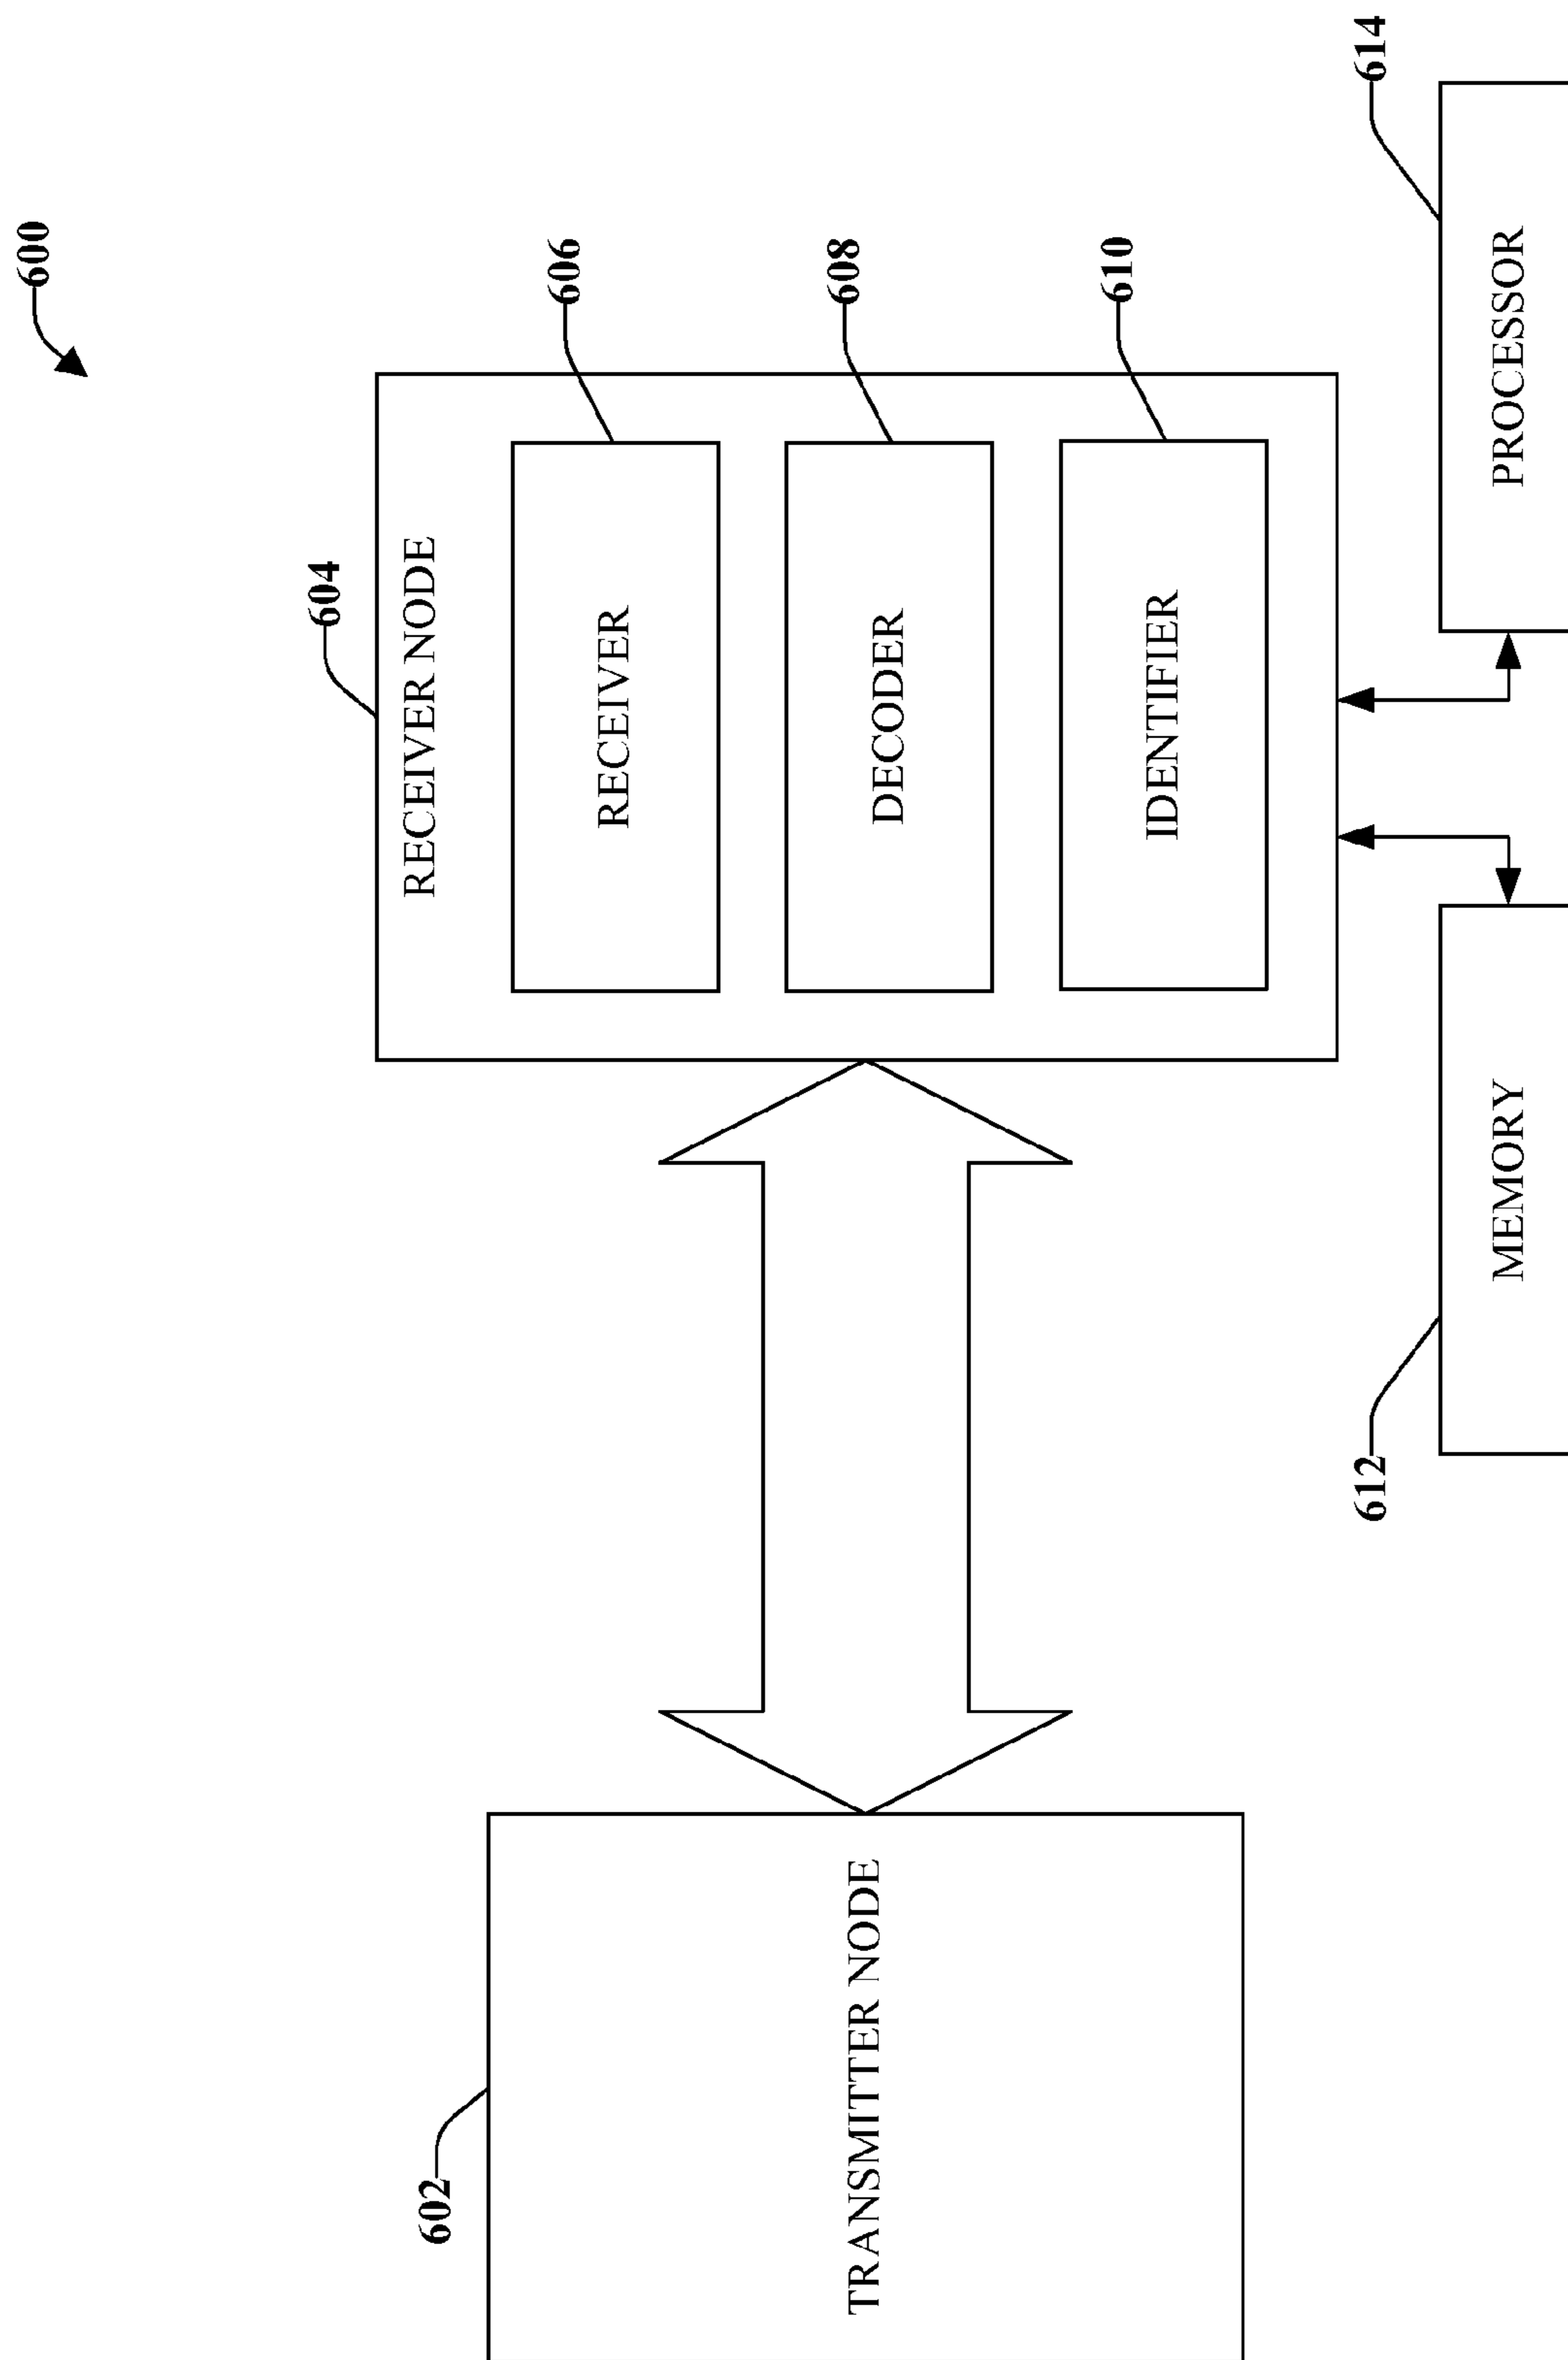 600
604
RECEIVER NODE
602
606
RECEIVER
608
TRANSMITTER NODE
DECODER
610
IDENTIFIER
612
614
MEMORY
PROCESSOR